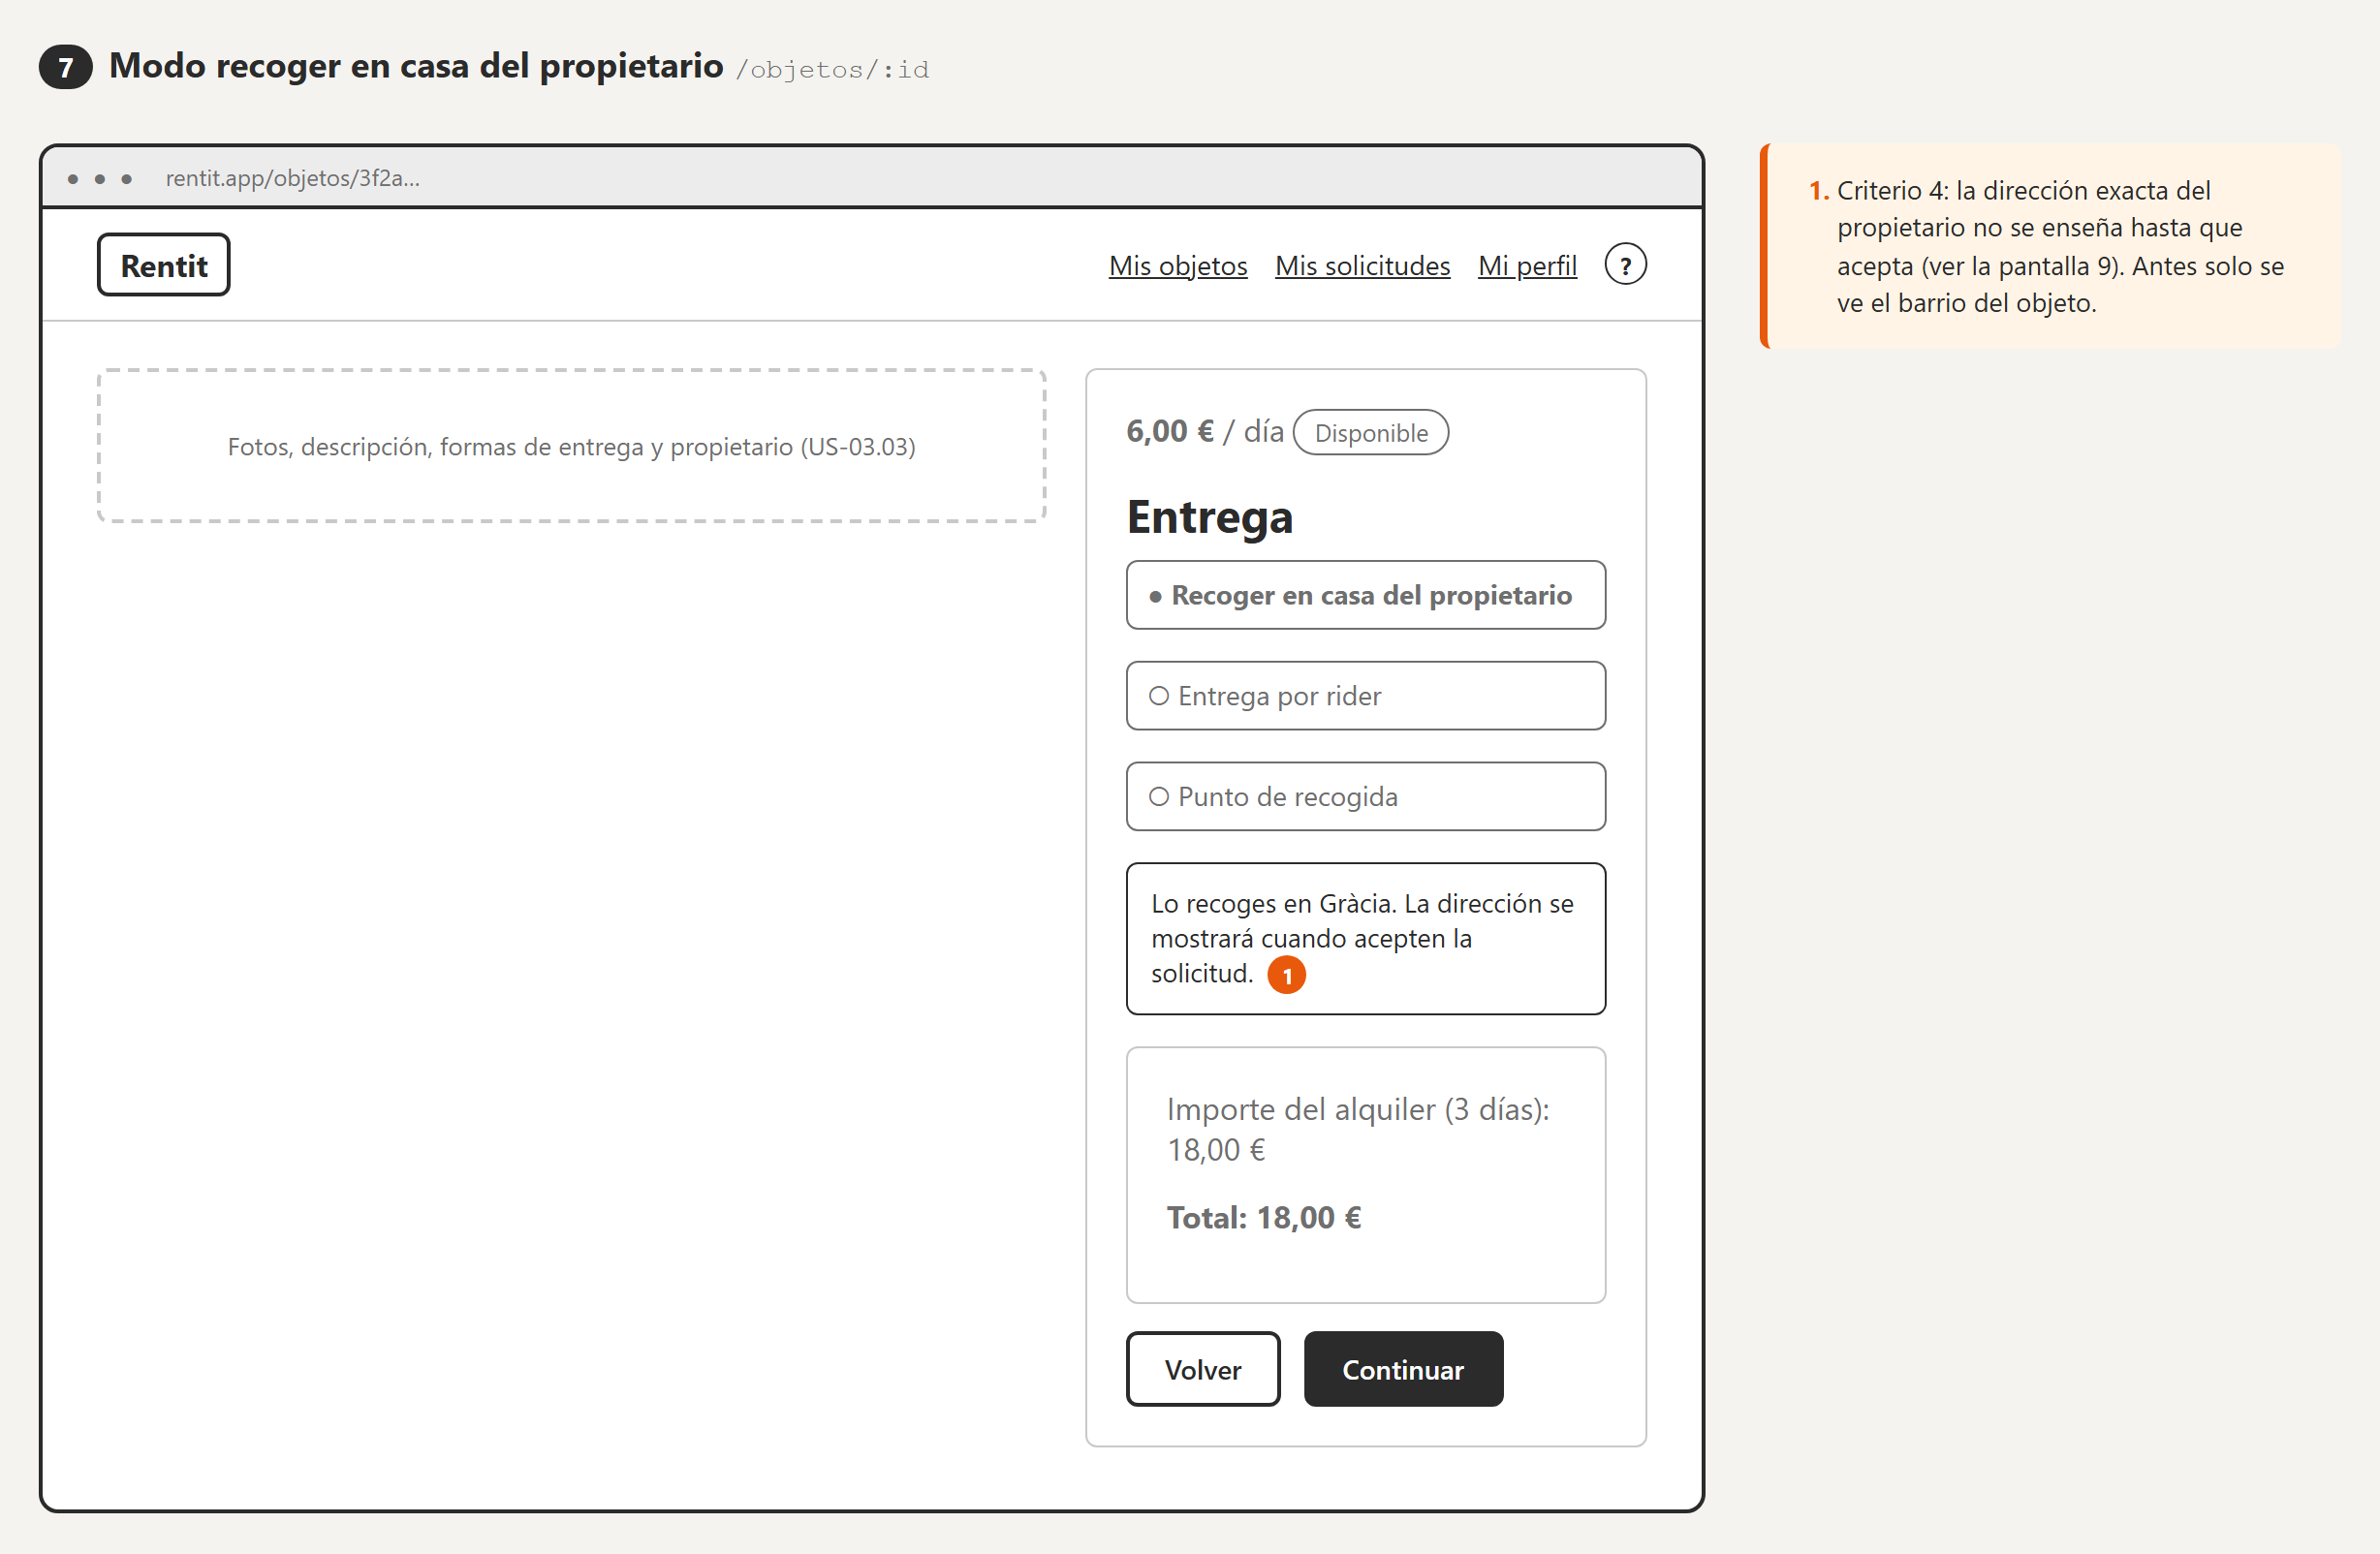 7 Modo recoger en casa del propietario /objetos/:id
rentit.app/objetos/3f2a...
Rentit
Mis objetos Mis solicitudes Mi perfil ?
Fotos, descripción, formas de entrega y propietario (US-03.03)
6,00 € / día Disponible
Entrega
● Recoger en casa del propietario
○ Entrega por rider
○ Punto de recogida
Lo recoges en Gràcia. La dirección se
mostrará cuando acepten la
solicitud. 1
Importe del alquiler (3 días):
18,00 €
Total: 18,00 €
Volver Continuar
1. Criterio 4: la dirección exacta del
propietario no se enseña hasta que
acepta (ver la pantalla 9). Antes solo se
ve el barrio del objeto.